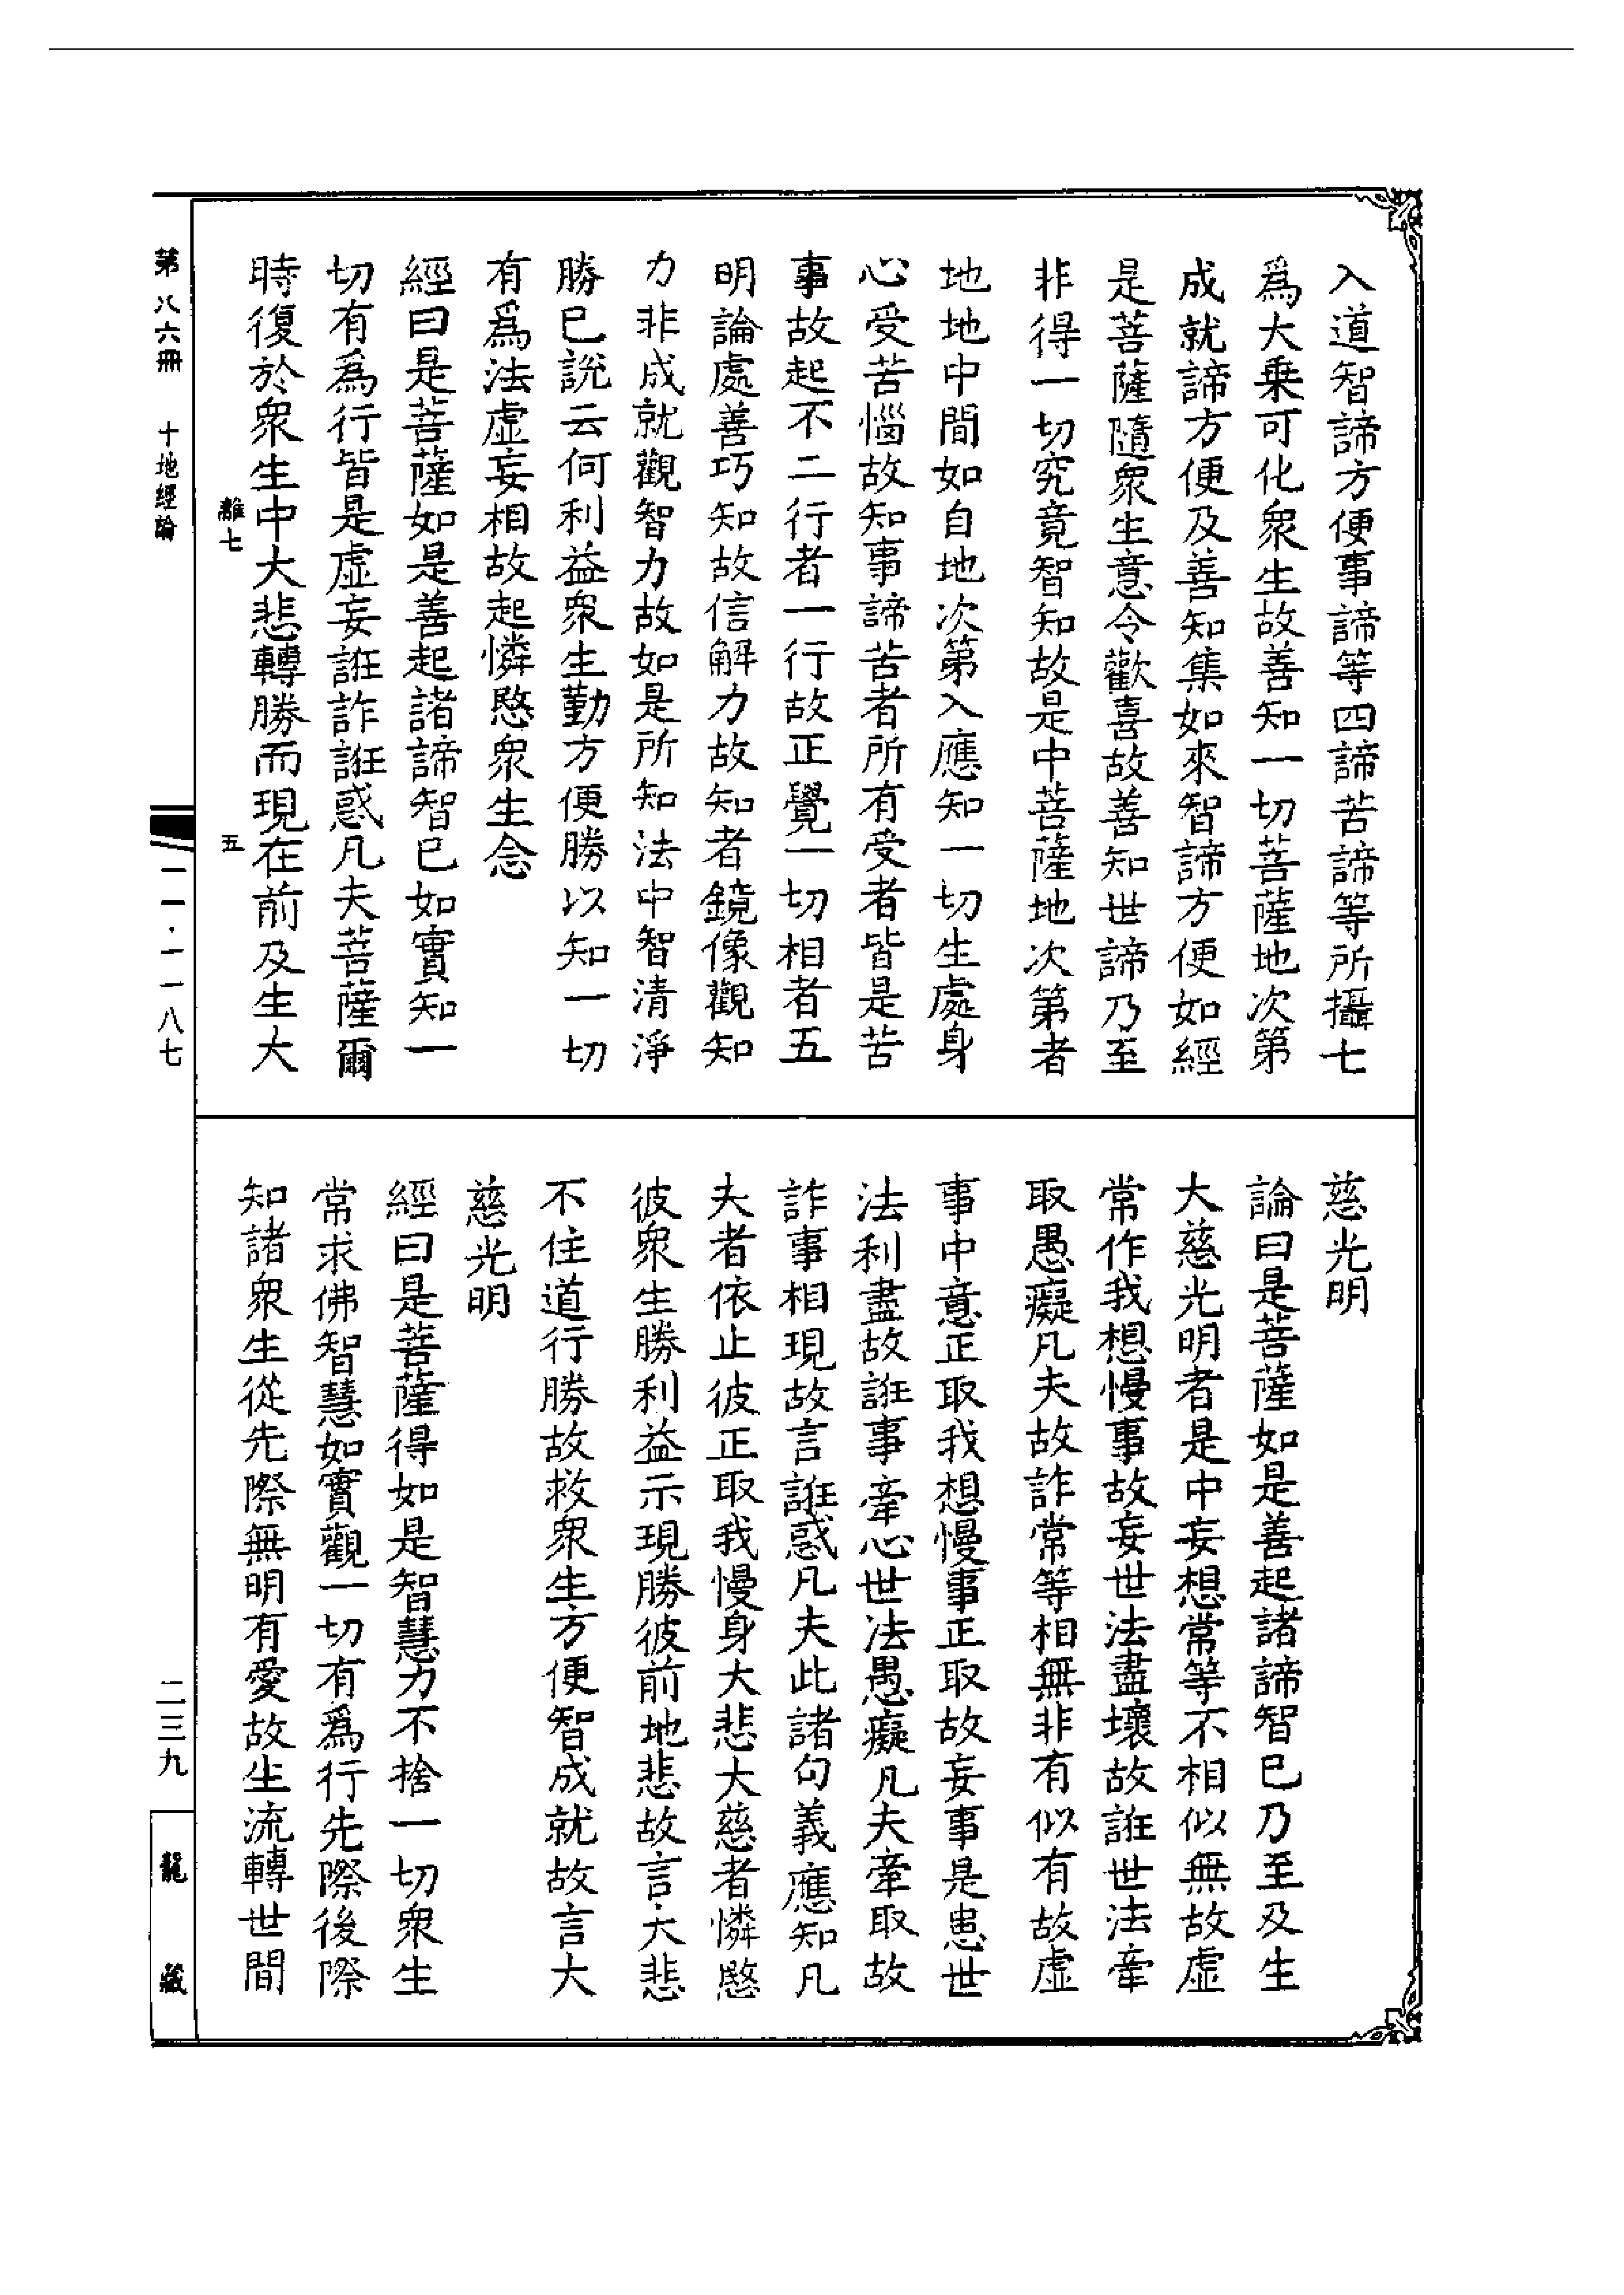 入道智諦方便事諦等四諦苦諦等所攝七
爲大乗可化衆生故善知一切菩薩地次第
成就諦方便及善知集如來智諦方便如經
是菩薩隨衆生意令歡喜故善知世諦乃至
非得一切究竟智知故是中菩薩地次第者
地地中間如自地次第入應知一切生處身
心受苦惱故知事諦苦者所有受者皆是苦
事故起不二行者一行故正覺一切相者五
明論處善巧知故信解力故知者鏡像觀知
力非成就觀智力故如是所知法中智清淨
勝已說云何利益衆生勤方便勝以知一切
有爲法虛妄相故起憐愍衆生念
經曰是菩薩如是善起諸諦智已如實知一
切有爲行皆是虛妄誑詐誑惑凡夫菩薩爾
時復於衆生中大悲轉勝而現在前及生大
離七
五
慈光明
論曰是菩薩如是善起諸諦智已乃至及生
大慈光明者是中妄想常等不相似無故虛
常作我想慢事故妄世法盡壞故誑世法牽
取愚癡凡夫故詐常等相無非有似有故虛
事中意正取我想慢事正取故妄事是患世
法利盡故誑事牽心世法愚癡凡夫牽取故
詐事相現故言誑惑凡夫此諸句義應知凡
夫者依止彼正取我慢身大悲大慈者憐愍
彼衆生勝利益示現勝彼前地悲故言大悲
不住道行勝故救衆生方便智成就故言大
慈光明
經曰是菩薩得如是智慧力不捨一切衆生
常求佛智慧如實觀一切有爲行先際後際
知諸衆生從先際無明有愛故生流轉世間
第八六冊 十地經論
一一·一一八七
二三九
龍藏